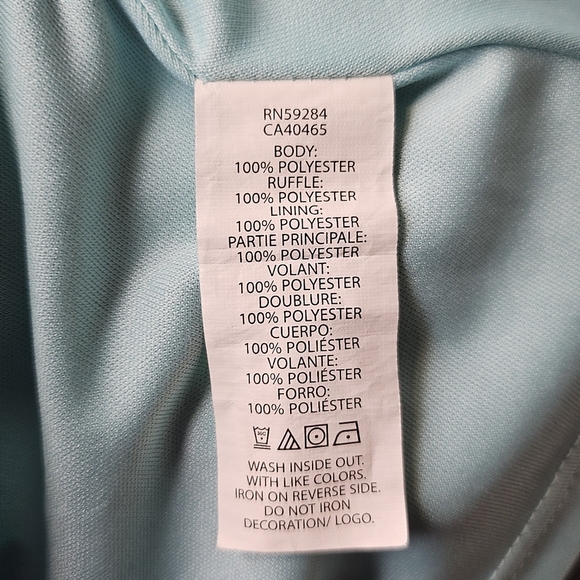 RN59284
CA40465
BODY:
100% POLYESTER
RUFFLE:
100% POLYESTER
LINING:
100% POLYESTER
PARTIE PRINCIPALE:
100% POLYESTER
VOLANT:
100% POLYESTER
DOUBLURE:
100% POLYESTER
CUERPO:
100% POLIÉSTER
VOLANTE:
100% POLIÉSTER
FORRO:
100% POLIÉSTER
WASH INSIDE OUT.
WITH LIKE COLORS.
IRON ON REVERSE SIDE.
DO NOT IRON
DECORATION/ LOGO.